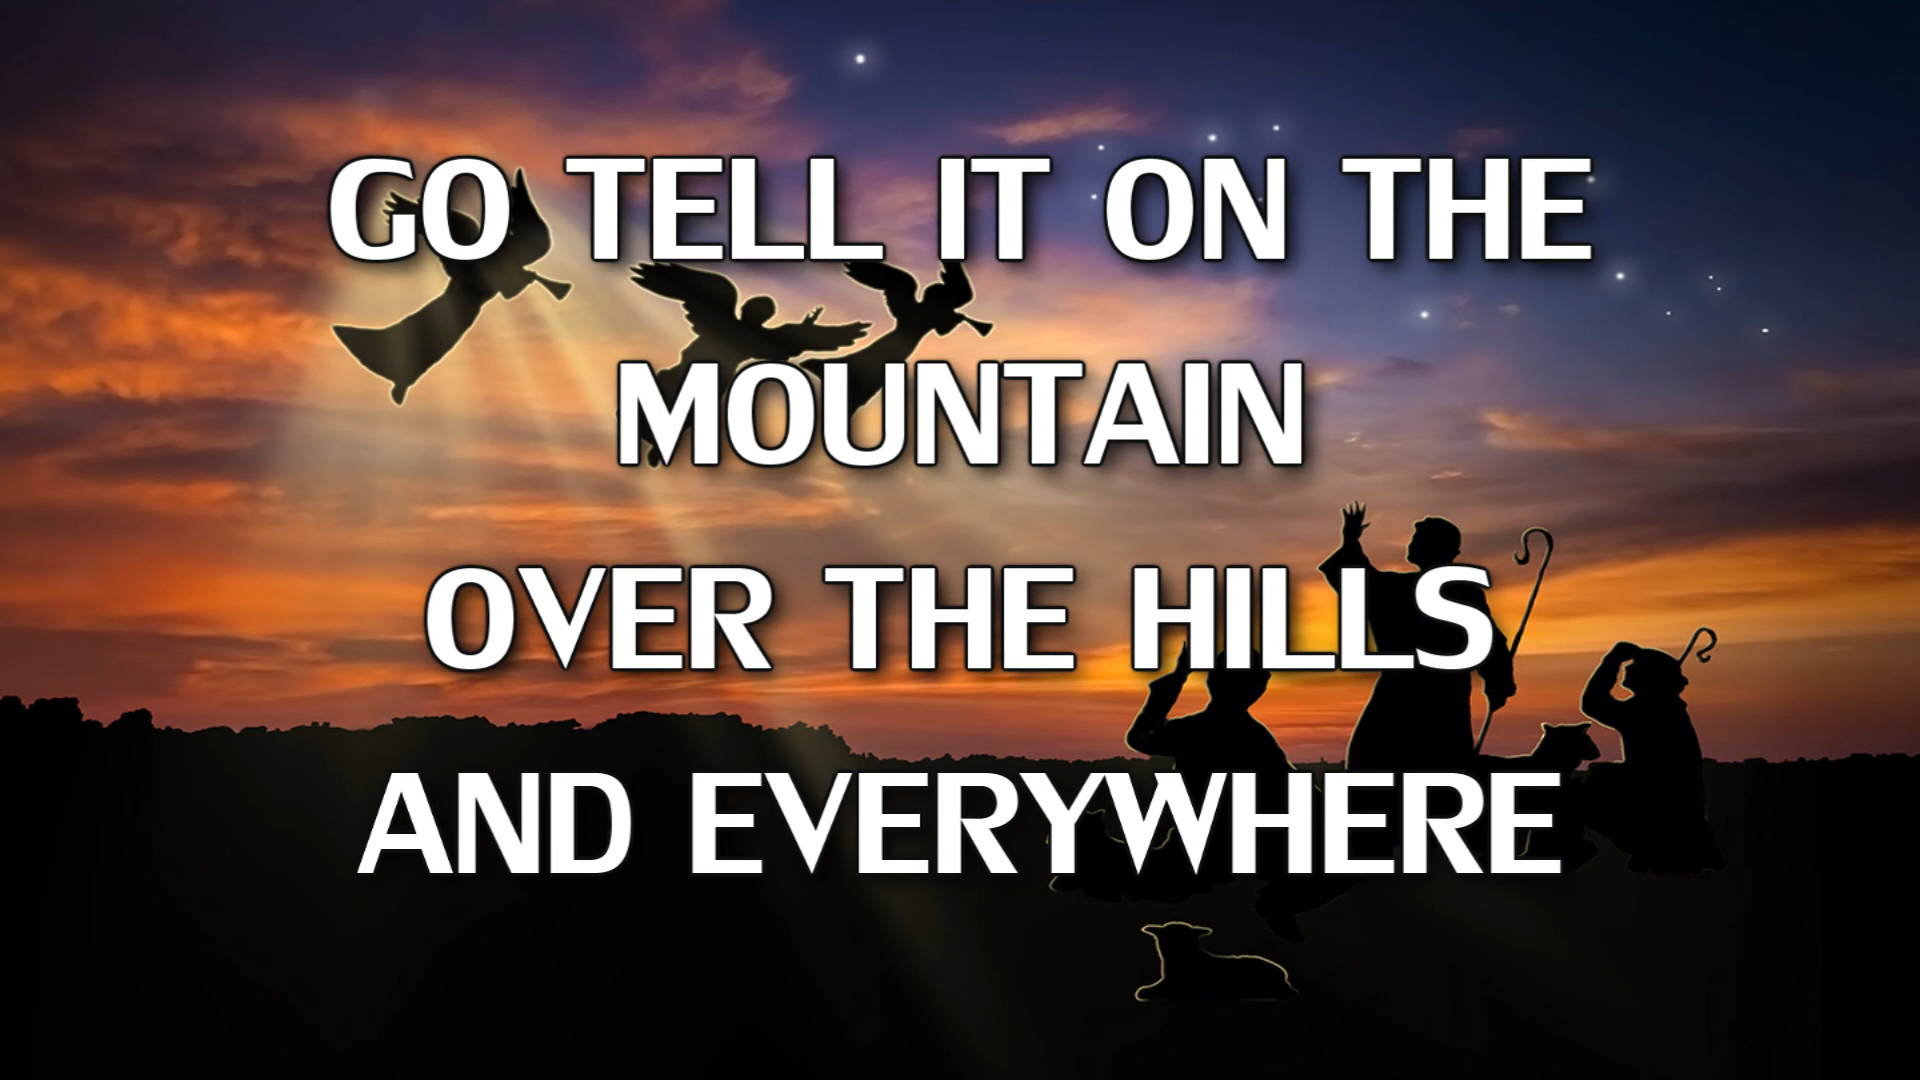 GO TELL IT ON THE
MOUNTAIN
OVER THE HILLS
AND EVERYWHERE